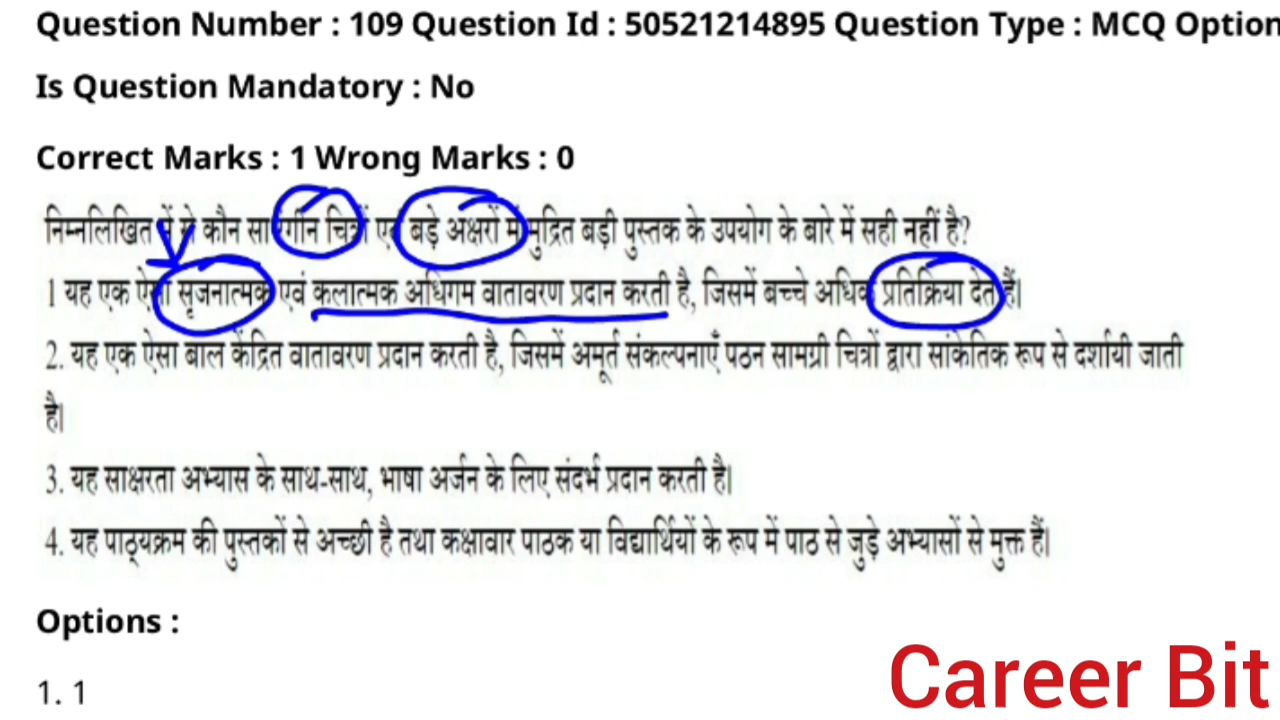 Question Number : 109 Question Id : 50521214895 Question Type : MCQ Option
Is Question Mandatory : No
Correct Marks : 1 Wrong Marks : 0
निम्नलिखित में से कौन सा रंगीन चित्रों एवं बड़े अक्षरों में मुद्रित बड़ी पुस्तक के उपयोग के बारे में सही नहीं है?
1 यह एक ऐसा सृजनात्मक एवं कलात्मक अधिगम वातावरण प्रदान करती है, जिसमें बच्चे अधिक प्रतिक्रिया देते हैं।
2. यह एक ऐसा बाल केंद्रित वातावरण प्रदान करती है, जिसमें अमूर्त संकल्पनाएँ पठन सामग्री चित्रों द्वारा सांकेतिक रूप से दर्शायी जाती
है।
3. यह साक्षरता अभ्यास के साथ-साथ, भाषा अर्जन के लिए संदर्भ प्रदान करती है।
4. यह पाठ्यक्रम की पुस्तकों से अच्छी है तथा कक्षावार पाठक या विद्यार्थियों के रूप में पाठ से जुड़े अभ्यासों से मुक्त हैं।
Options :
1. 1
Career Bit